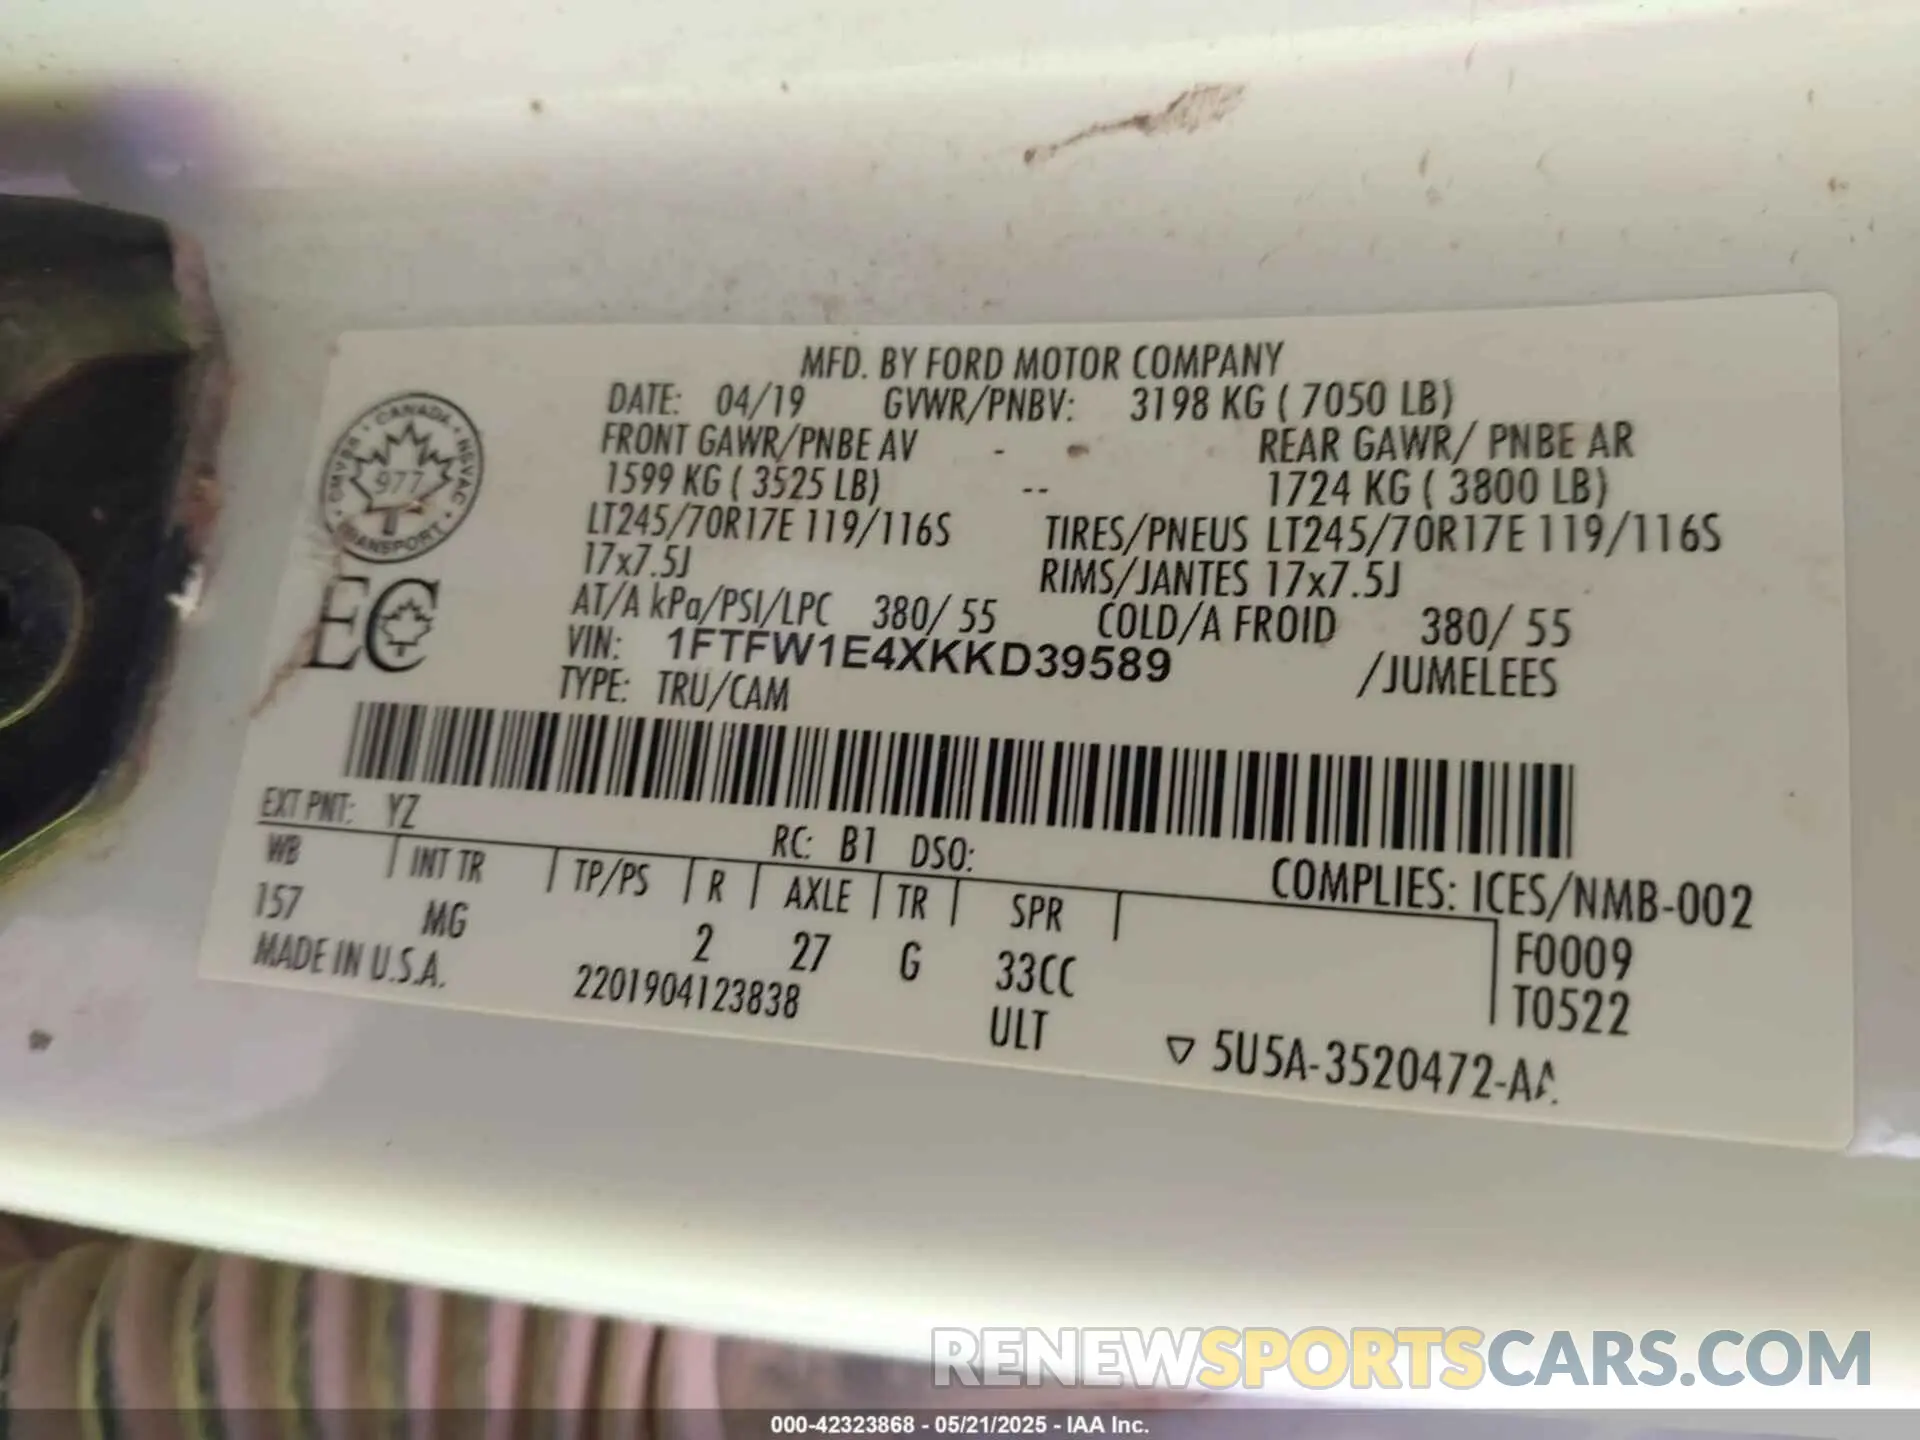 MFD. BY FORD MOTOR COMPANY
DATE: 04/19 GVWR/PNBV: 3198 KG ( 7050 LB)
FRONT GAWR/PNBE AV - - REAR GAWR/ PNBE AR
1599 KG ( 3525 LB) -- 1724 KG ( 3800 LB)
LT245/70R17E 119/116S TIRES/PNEUS LT245/70R17E 119/116S
17x7.5J RIMS/JANTES 17x7.5J
AT/A kPa/PSI/LPC 380/ 55 COLD/A FROID 380/ 55
VIN: 1FTFW1E4XKKD39589 /JUMELEES
TYPE: TRU/CAM
CANADA
CMVSS NSVAC
977
TRANSPORT
EC
EXT PNT: YZ RC: B1 DSO:
WB INT TR TP/PS R AXLE TR SPR COMPLIES: ICES/NMB-002
157 MG 2 27 G 33CC F0009
MADE IN U.S.A. 2201904123838 ULT T0522
▽ 5U5A-3520472-AA
RENEWSPORTSCARS.COM
000-42323868 - 05/21/2025 - IAA Inc.